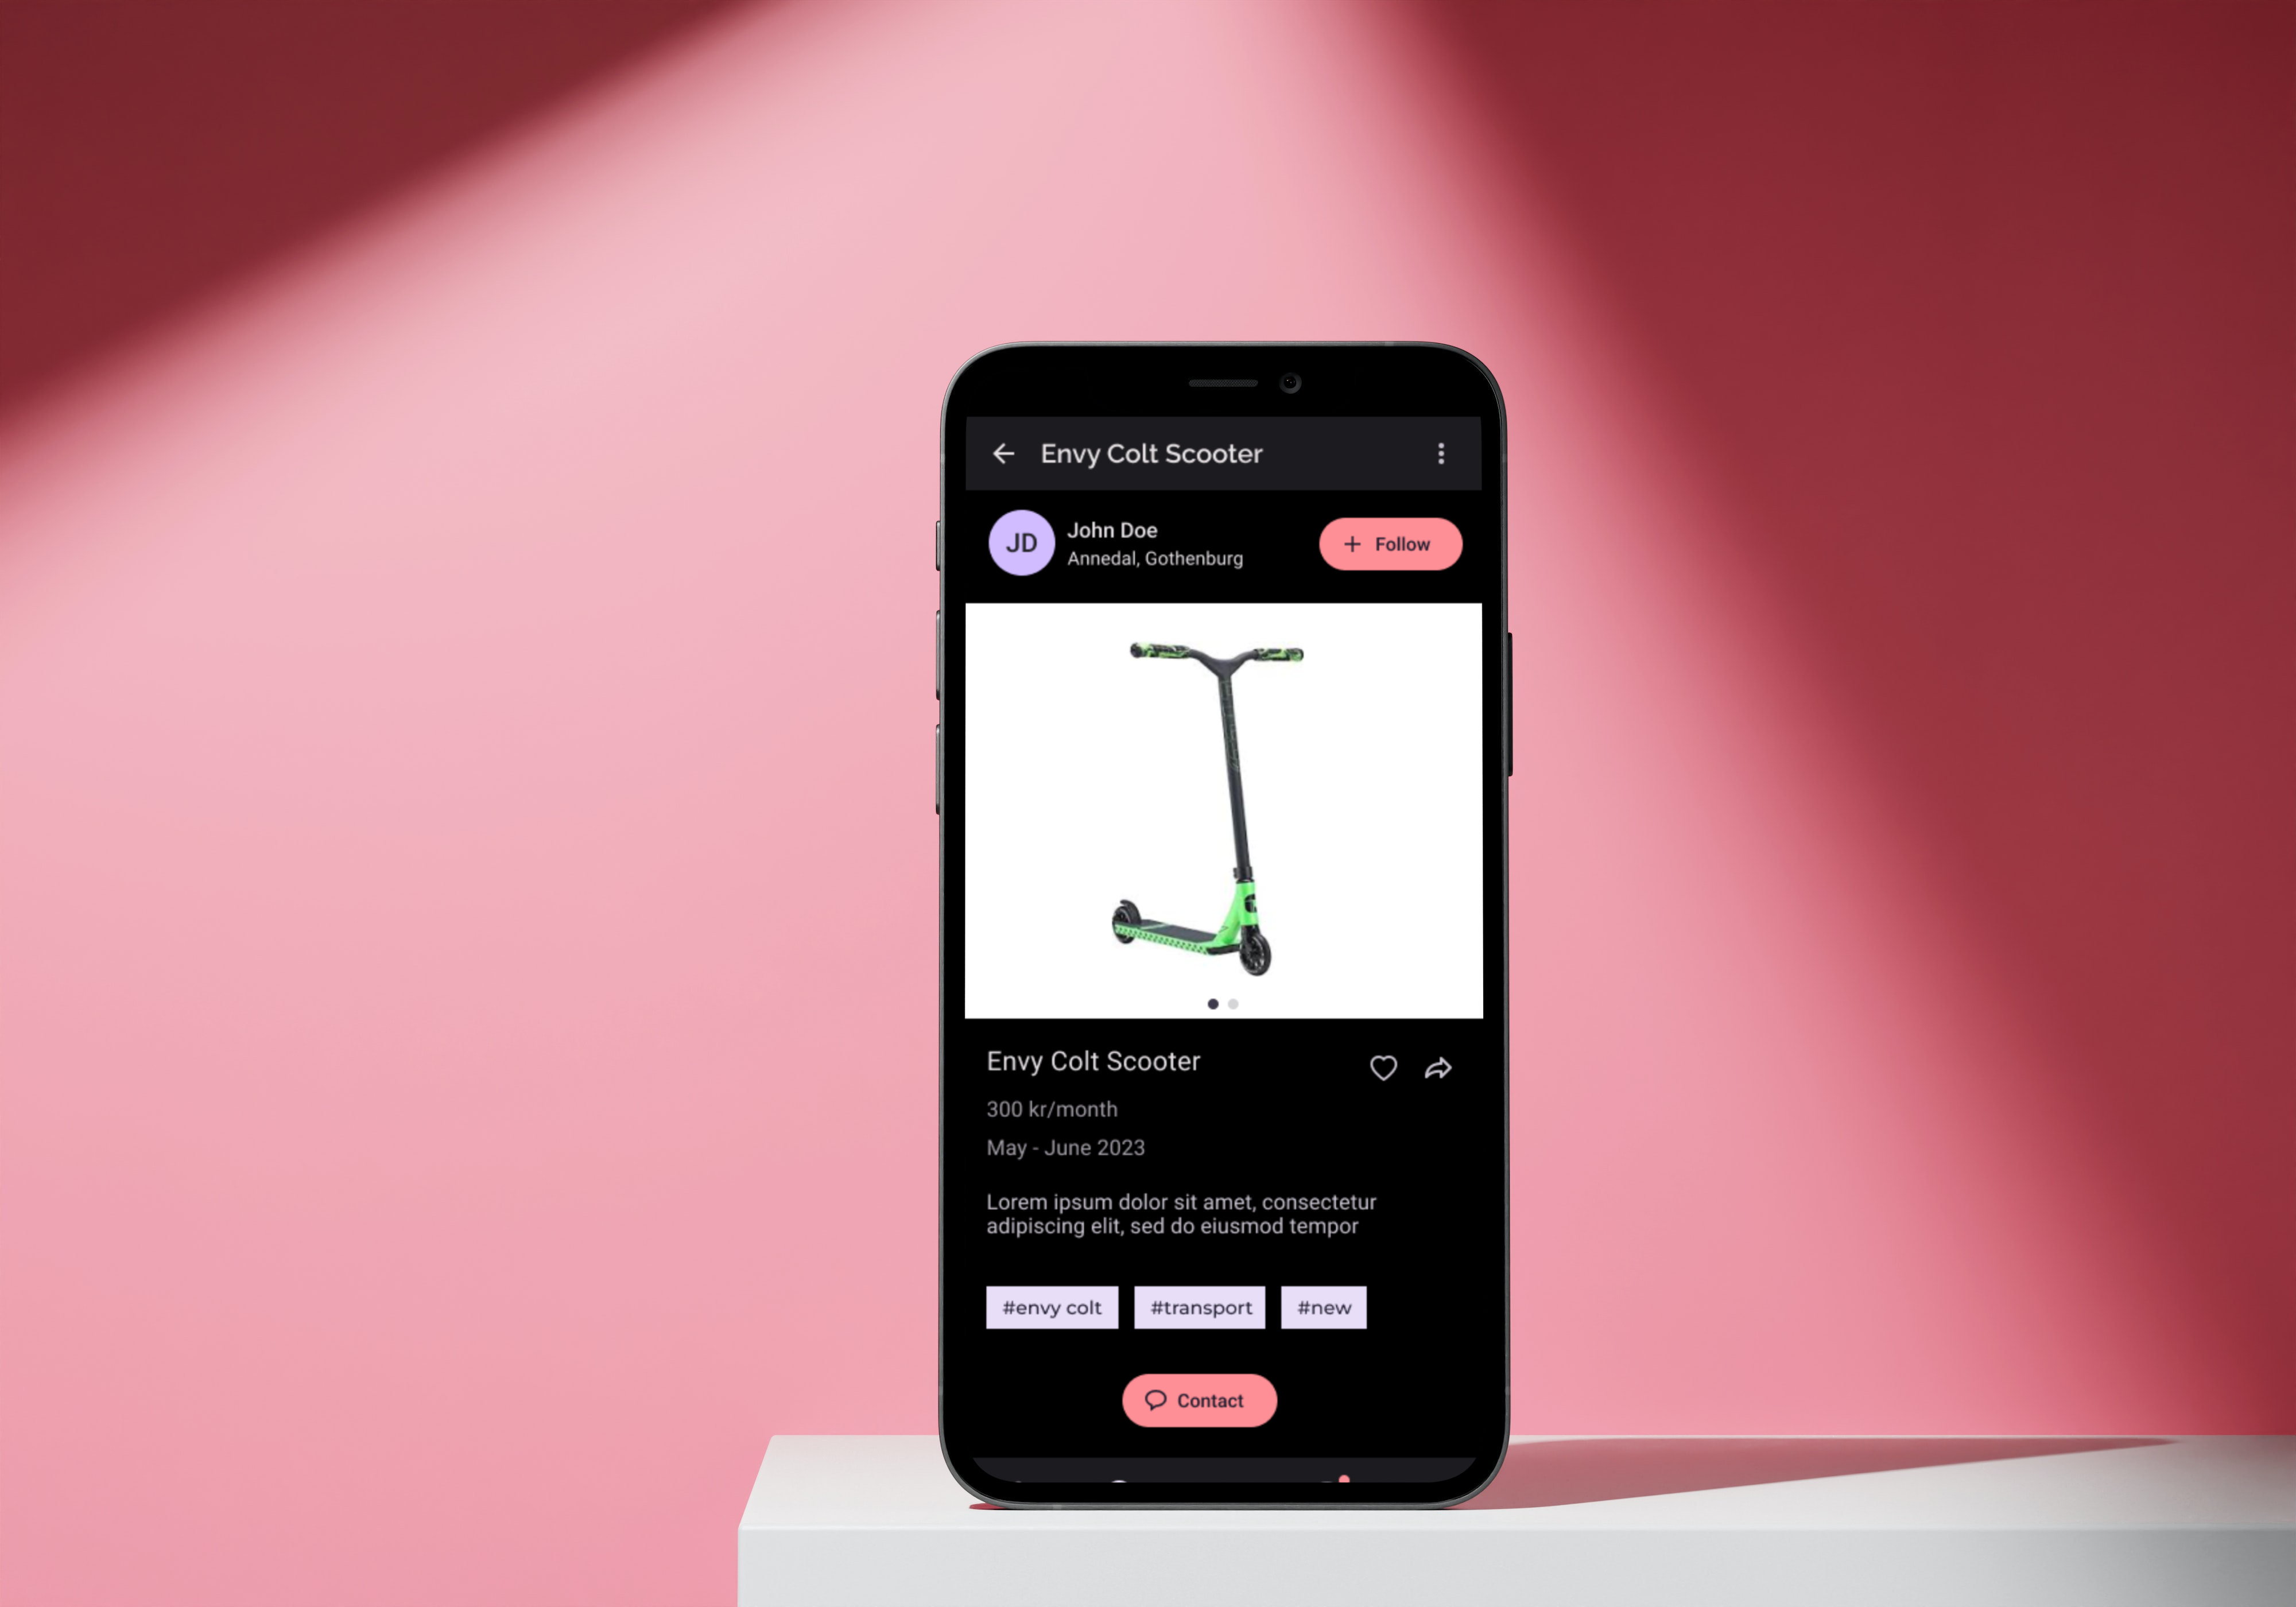 Envy Colt Scooter
JD
John Doe
Annedal, Gothenburg
+ Follow
Envy Colt Scooter
300 kr/month
May - June 2023
Lorem ipsum dolor sit amet, consectetur
adipiscing elit, sed do eiusmod tempor
#envy colt #transport #new
Contact